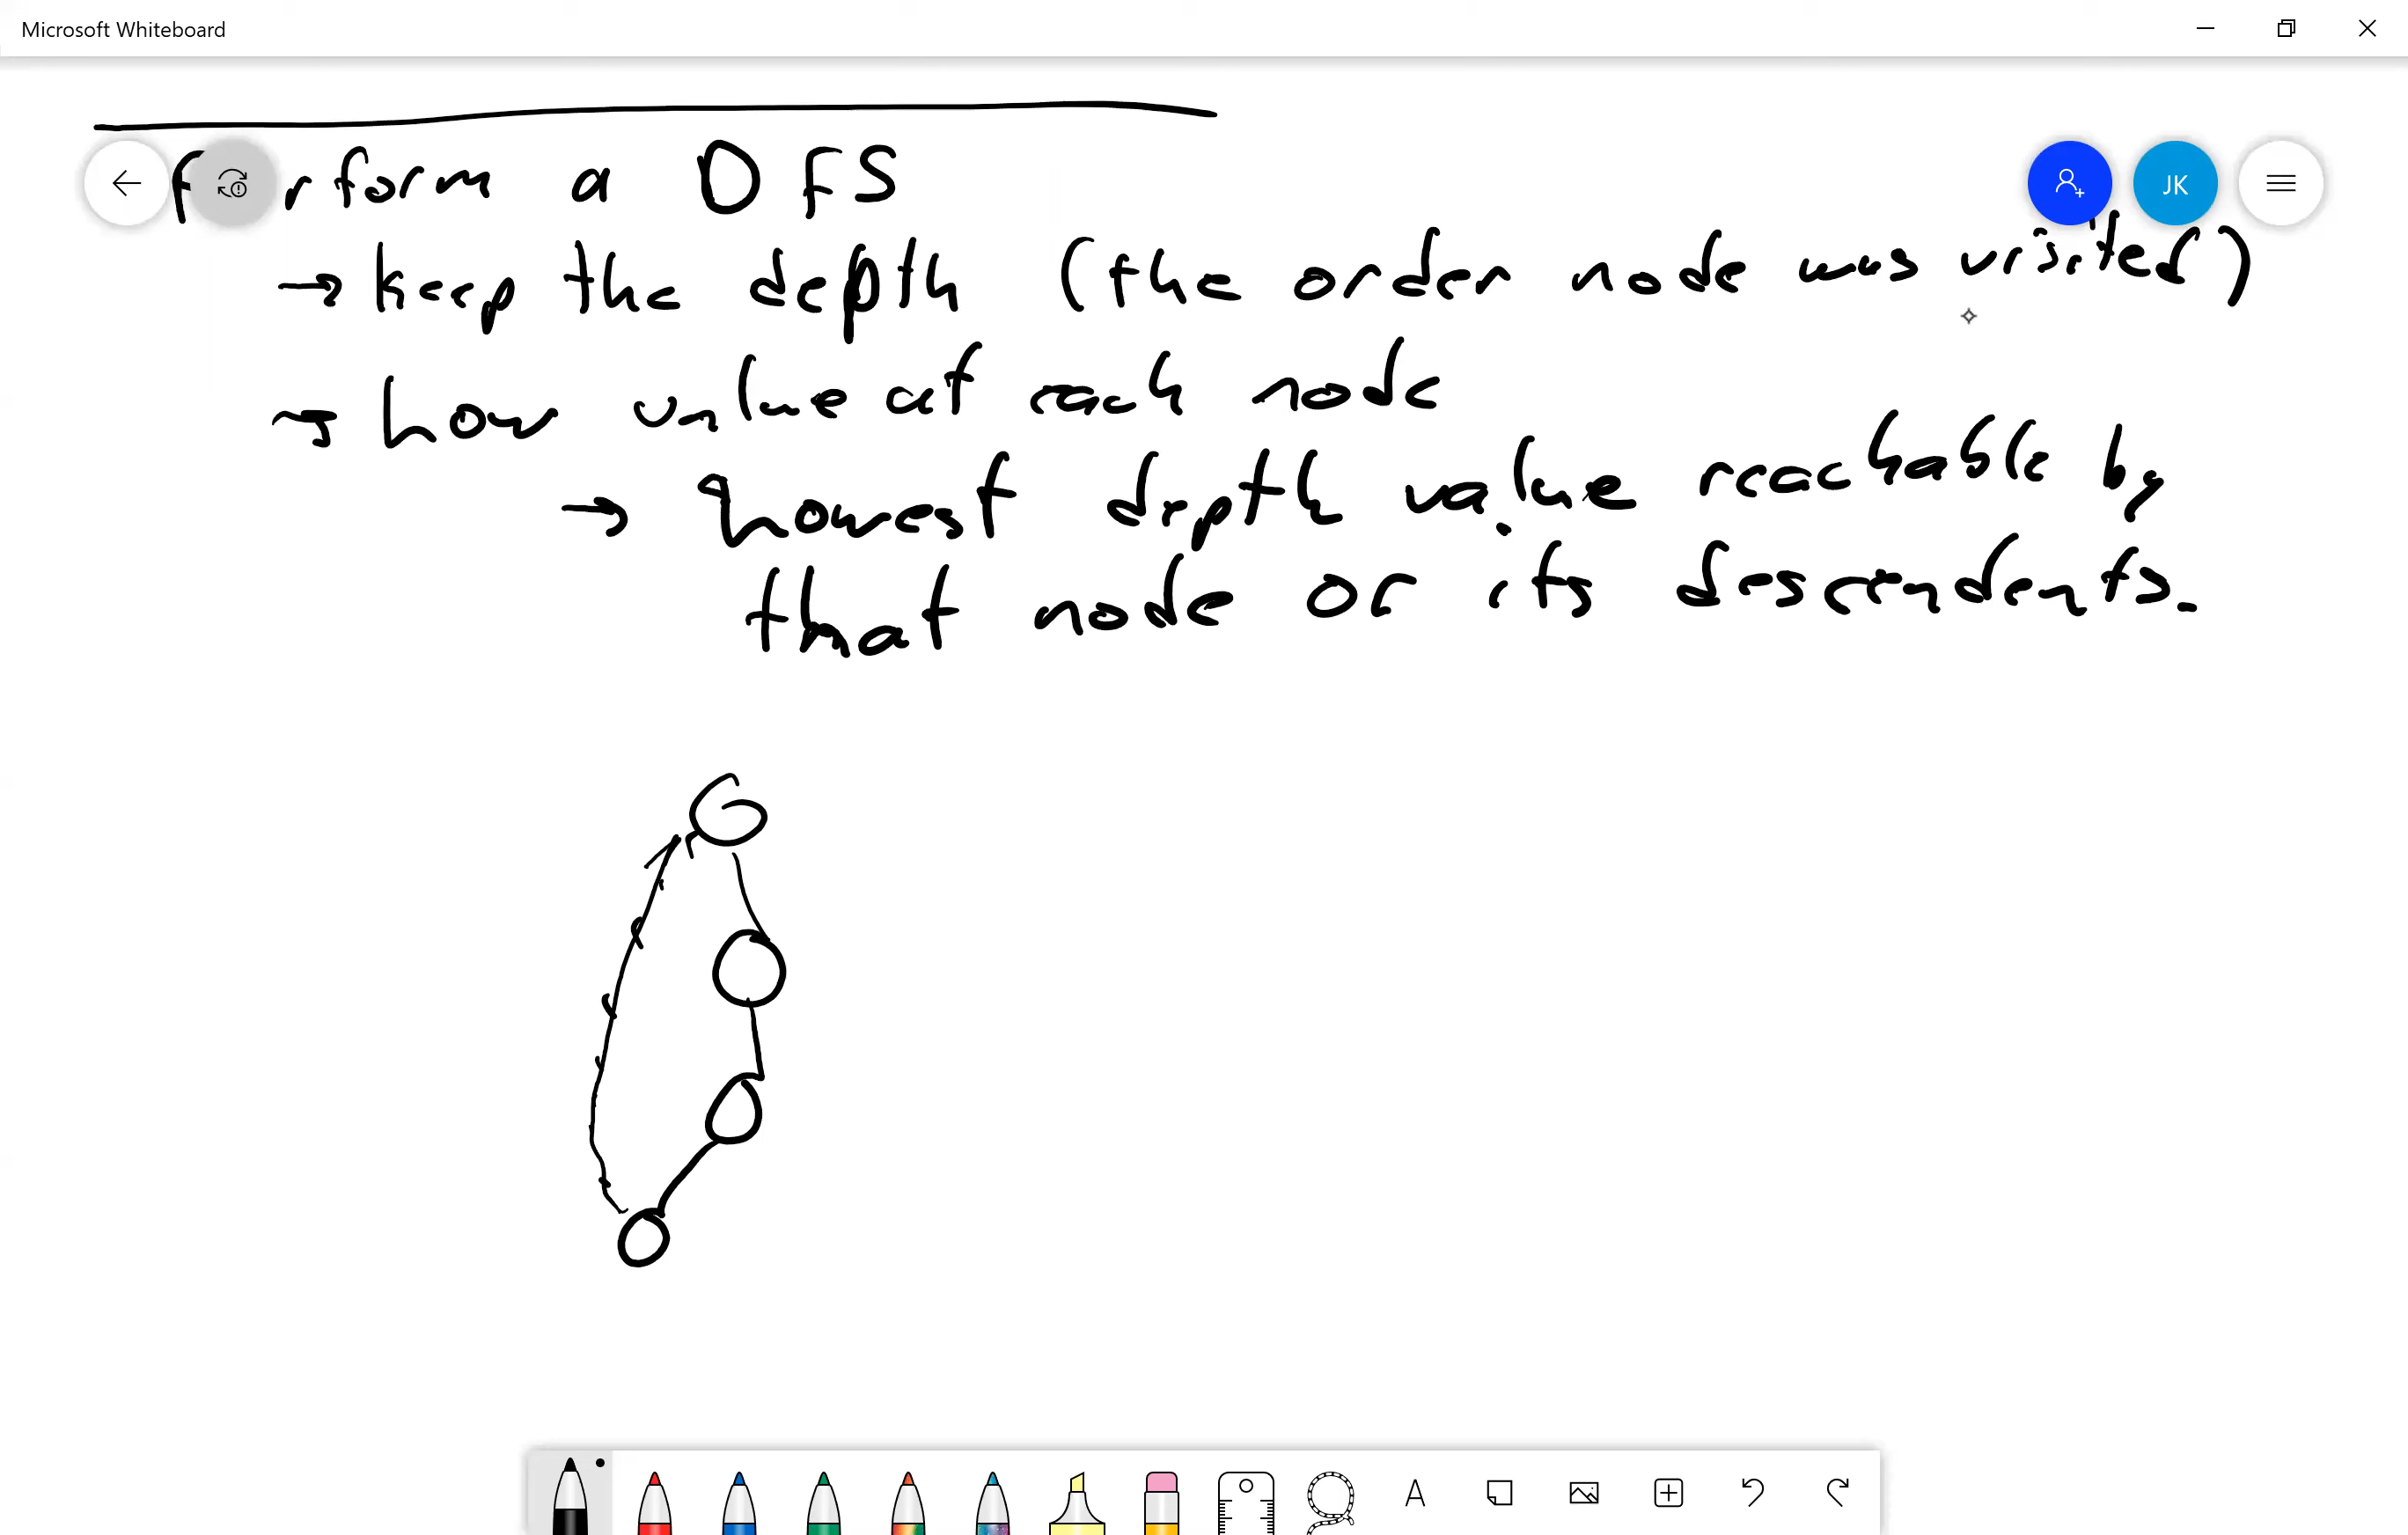 Microsoft Whiteboard
Perform a DFS
→ keep the depth (the order node was visited)
JK
→ low value of each node
→ lowest depth value reachable by
that node or its descendents.
A